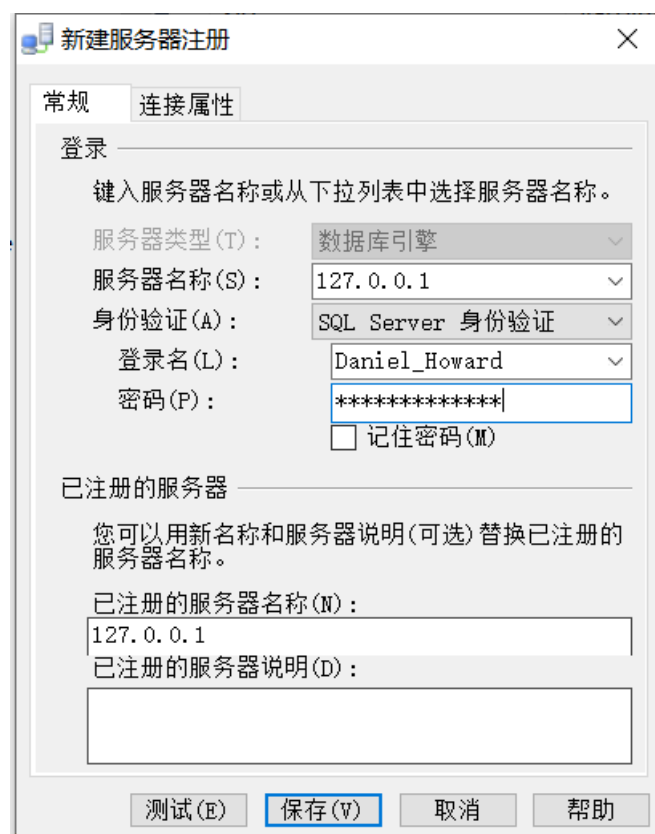 新建服务器注册
常规 连接属性
登录
键入服务器名称或从下拉列表中选择服务器名称。
服务器类型(T): 数据库引擎
服务器名称(S): 127.0.0.1
身份验证(A): SQL Server 身份验证
登录名(L): Daniel_Howard
密码(P): *************
记住密码(M)
已注册的服务器
您可以用新名称和服务器说明(可选)替换已注册的
服务器名称。
已注册的服务器名称(N):
127.0.0.1
已注册的服务器说明(D):
测试(E) 保存(V) 取消 帮助